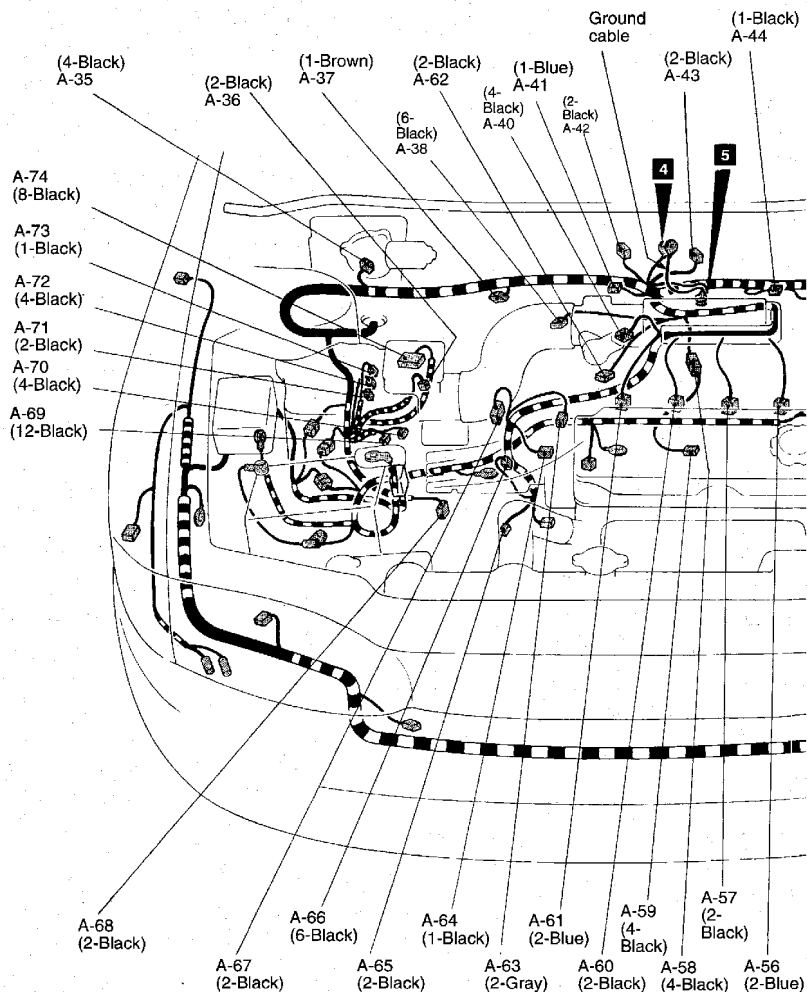 Ground
cable
(1-Black)
A-44
(4-Black)
A-35
(2-Black)
A-36
(1-Brown)
A-37
(2-Black)
A-62
(1-Blue)
A-41
(2-Black)
A-43
(6-
Black)
A-38
(4-
Black)
A-40
(2-
Black)
A-42
4
5
A-74
(8-Black)
A-73
(1-Black)
A-72
(4-Black)
A-71
(2-Black)
A-70
(4-Black)
A-69
(12-Black)
A-68
(2-Black)
A-67
(2-Black)
A-66
(6-Black)
A-65
(2-Black)
A-64
(1-Black)
A-63
(2-Gray)
A-61
(2-Blue)
A-60
(2-Black)
A-59
(4-
Black)
A-58
(4-Black)
A-57
(2-
Black)
A-56
(2-Blue)